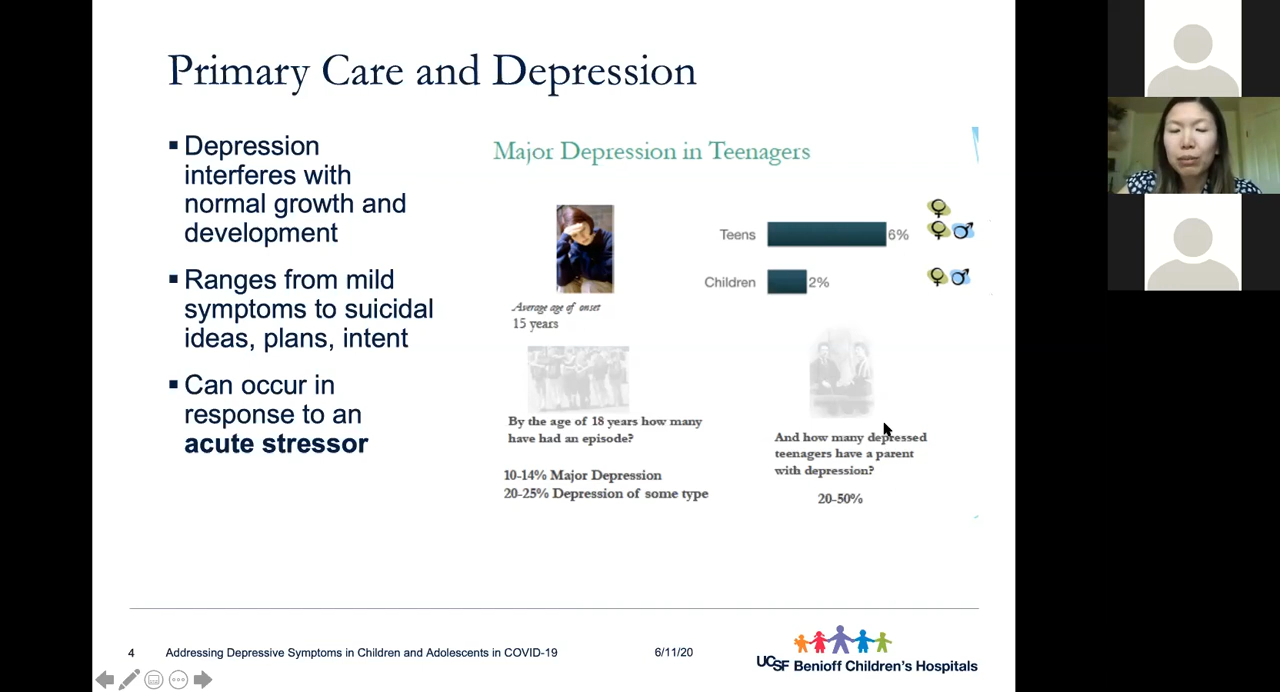 Primary Care and Depression
▪ Depression
interferes with
normal growth and
development
▪ Ranges from mild
symptoms to suicidal
ideas, plans, intent
▪ Can occur in
response to an
acute stressor
Major Depression in Teenagers
Average age of onset
15 years
Teens 6%
Children 2%
By the age of 18 years how many
have had an episode?
10-14% Major Depression
20-25% Depression of some type
And how many depressed
teenagers have a parent
with depression?
20-50%
4 Addressing Depressive Symptoms in Children and Adolescents in COVID-19 6/11/20
UCSF Benioff Children's Hospitals